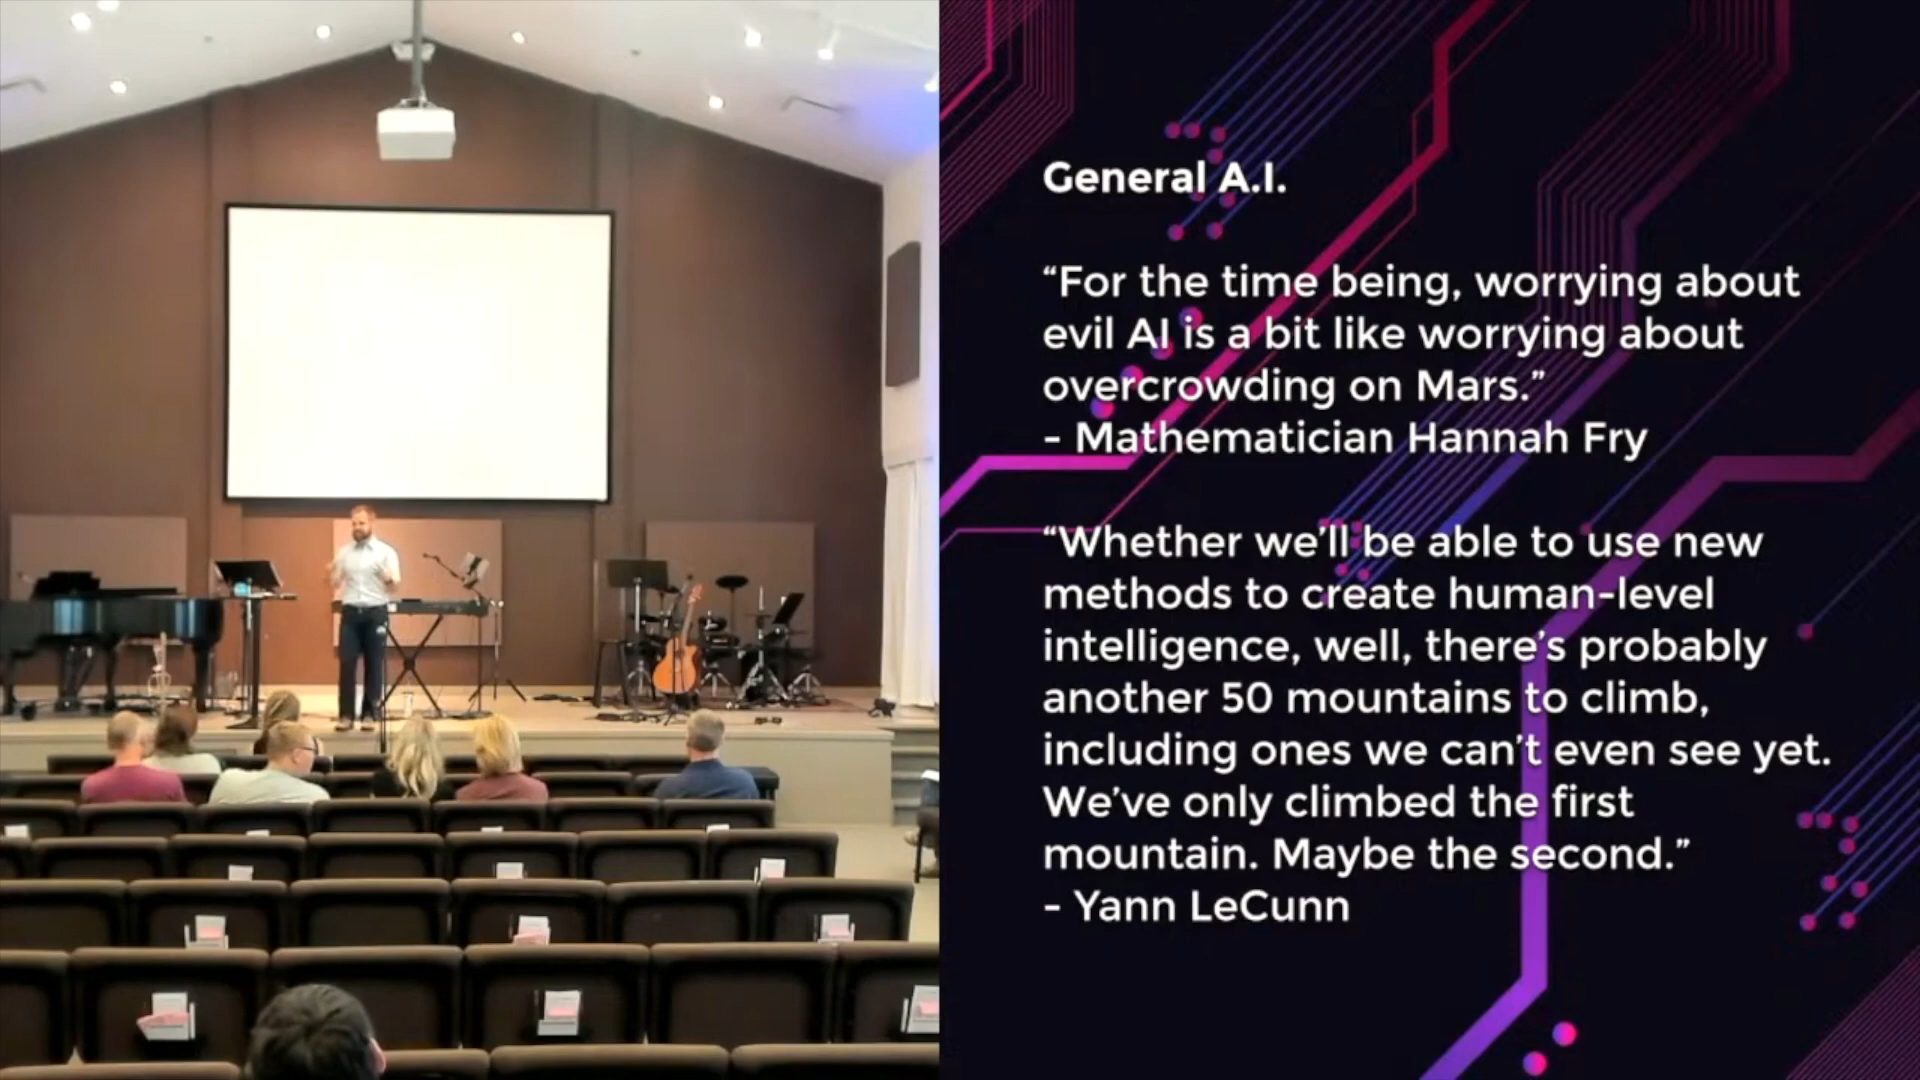 General A.I.
“For the time being, worrying about
evil AI is a bit like worrying about
overcrowding on Mars.”
- Mathematician Hannah Fry
“Whether we’ll be able to use new
methods to create human-level
intelligence, well, there’s probably
another 50 mountains to climb,
including ones we can’t even see yet.
We’ve only climbed the first
mountain. Maybe the second.”
- Yann LeCunn